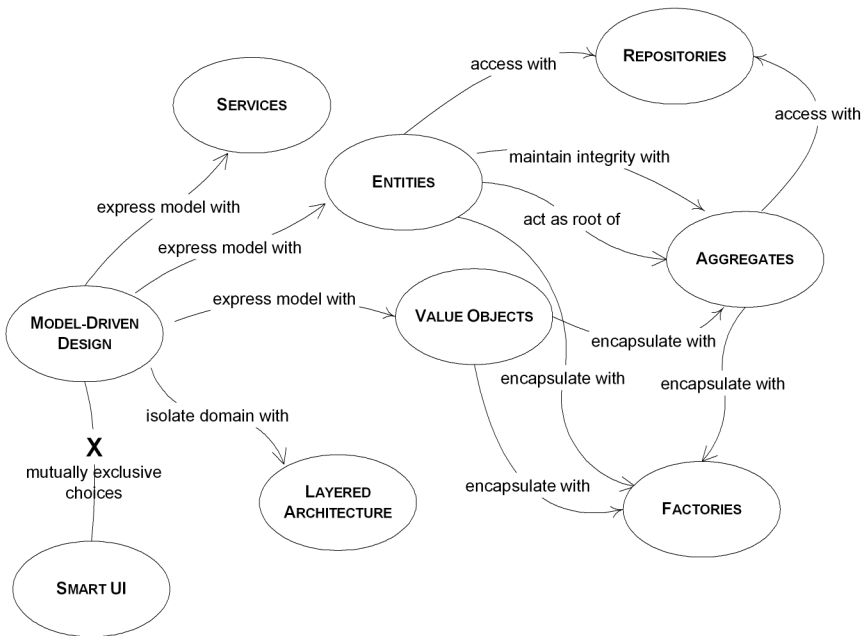 REPOSITORIES
access with
SERVICES
access with
maintain integrity with
ENTITIES
express model with
act as root of
express model with
AGGREGATES
express model with
VALUE OBJECTS
MODEL-DRIVEN
DESIGN
encapsulate with
encapsulate with
encapsulate with
isolate domain with
X
mutually exclusive
choices
encapsulate with
LAYERED
ARCHITECTURE
FACTORIES
SMART UI